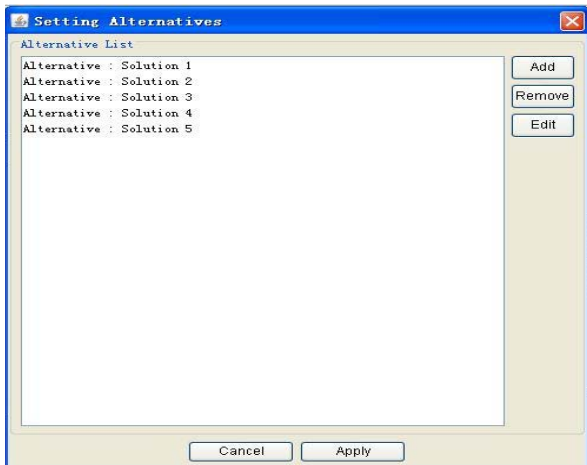 Setting Alternatives
Alternative List
Alternative : Solution 1
Alternative : Solution 2
Alternative : Solution 3
Alternative : Solution 4
Alternative : Solution 5
Add
Remove
Edit
Cancel
Apply